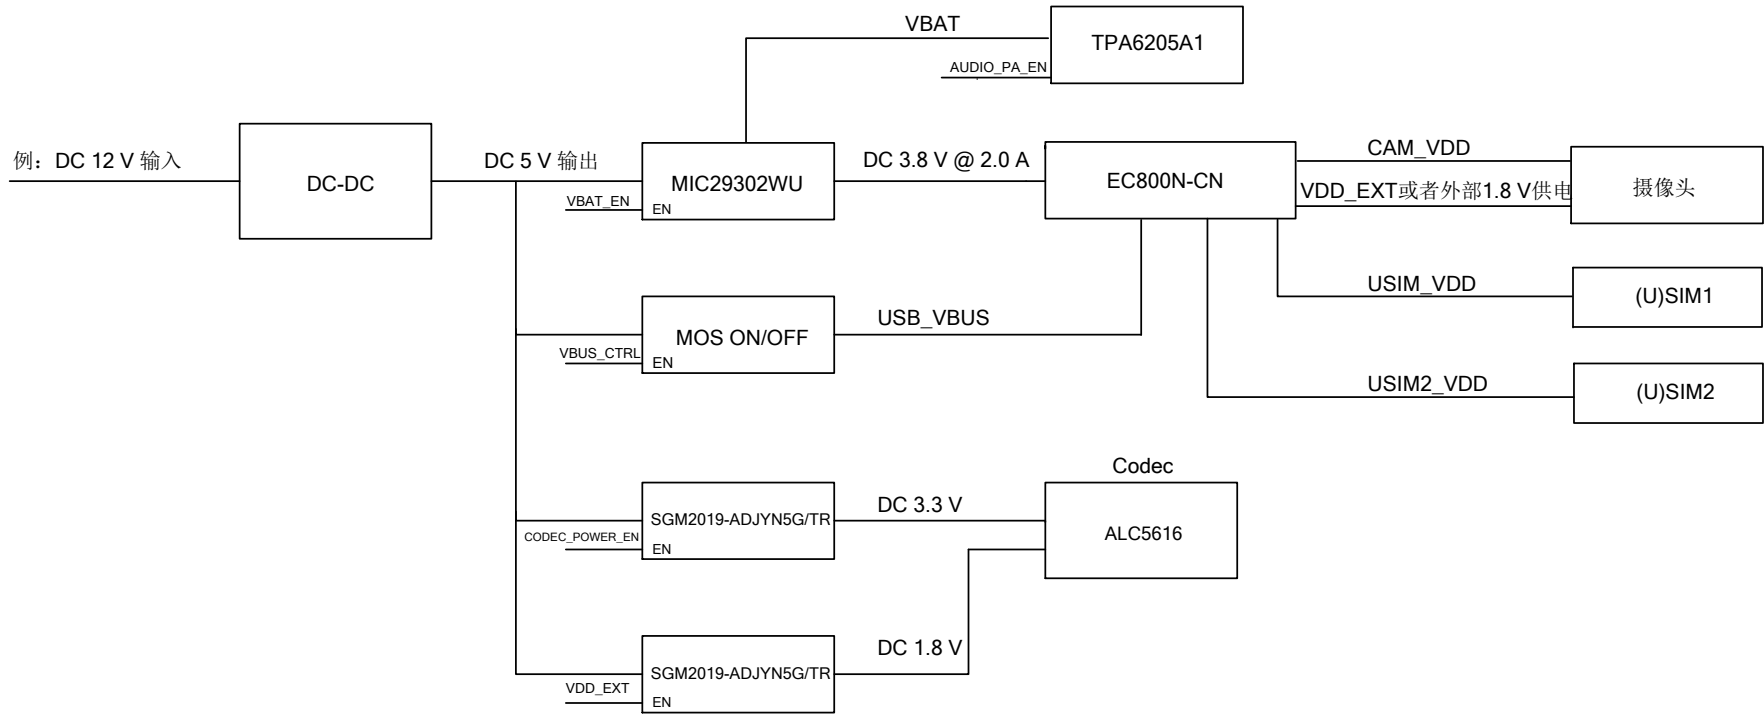 VBAT
TPA6205A1
AUDIO_PA_EN
例：DC 12 V 输入
DC-DC
DC 5 V 输出
MIC29302WU
VBAT_EN
EN
DC 3.8 V @ 2.0 A
EC800N-CN
CAM_VDD
VDD_EXT或者外部1.8 V供电
摄像头
USIM_VDD
(U)SIM1
MOS ON/OFF
VBUS_CTRL
EN
USB_VBUS
USIM2_VDD
(U)SIM2
Codec
SGM2019-ADJYN5G/TR
CODEC_POWER_EN
EN
DC 3.3 V
ALC5616
SGM2019-ADJYN5G/TR
VDD_EXT
EN
DC 1.8 V